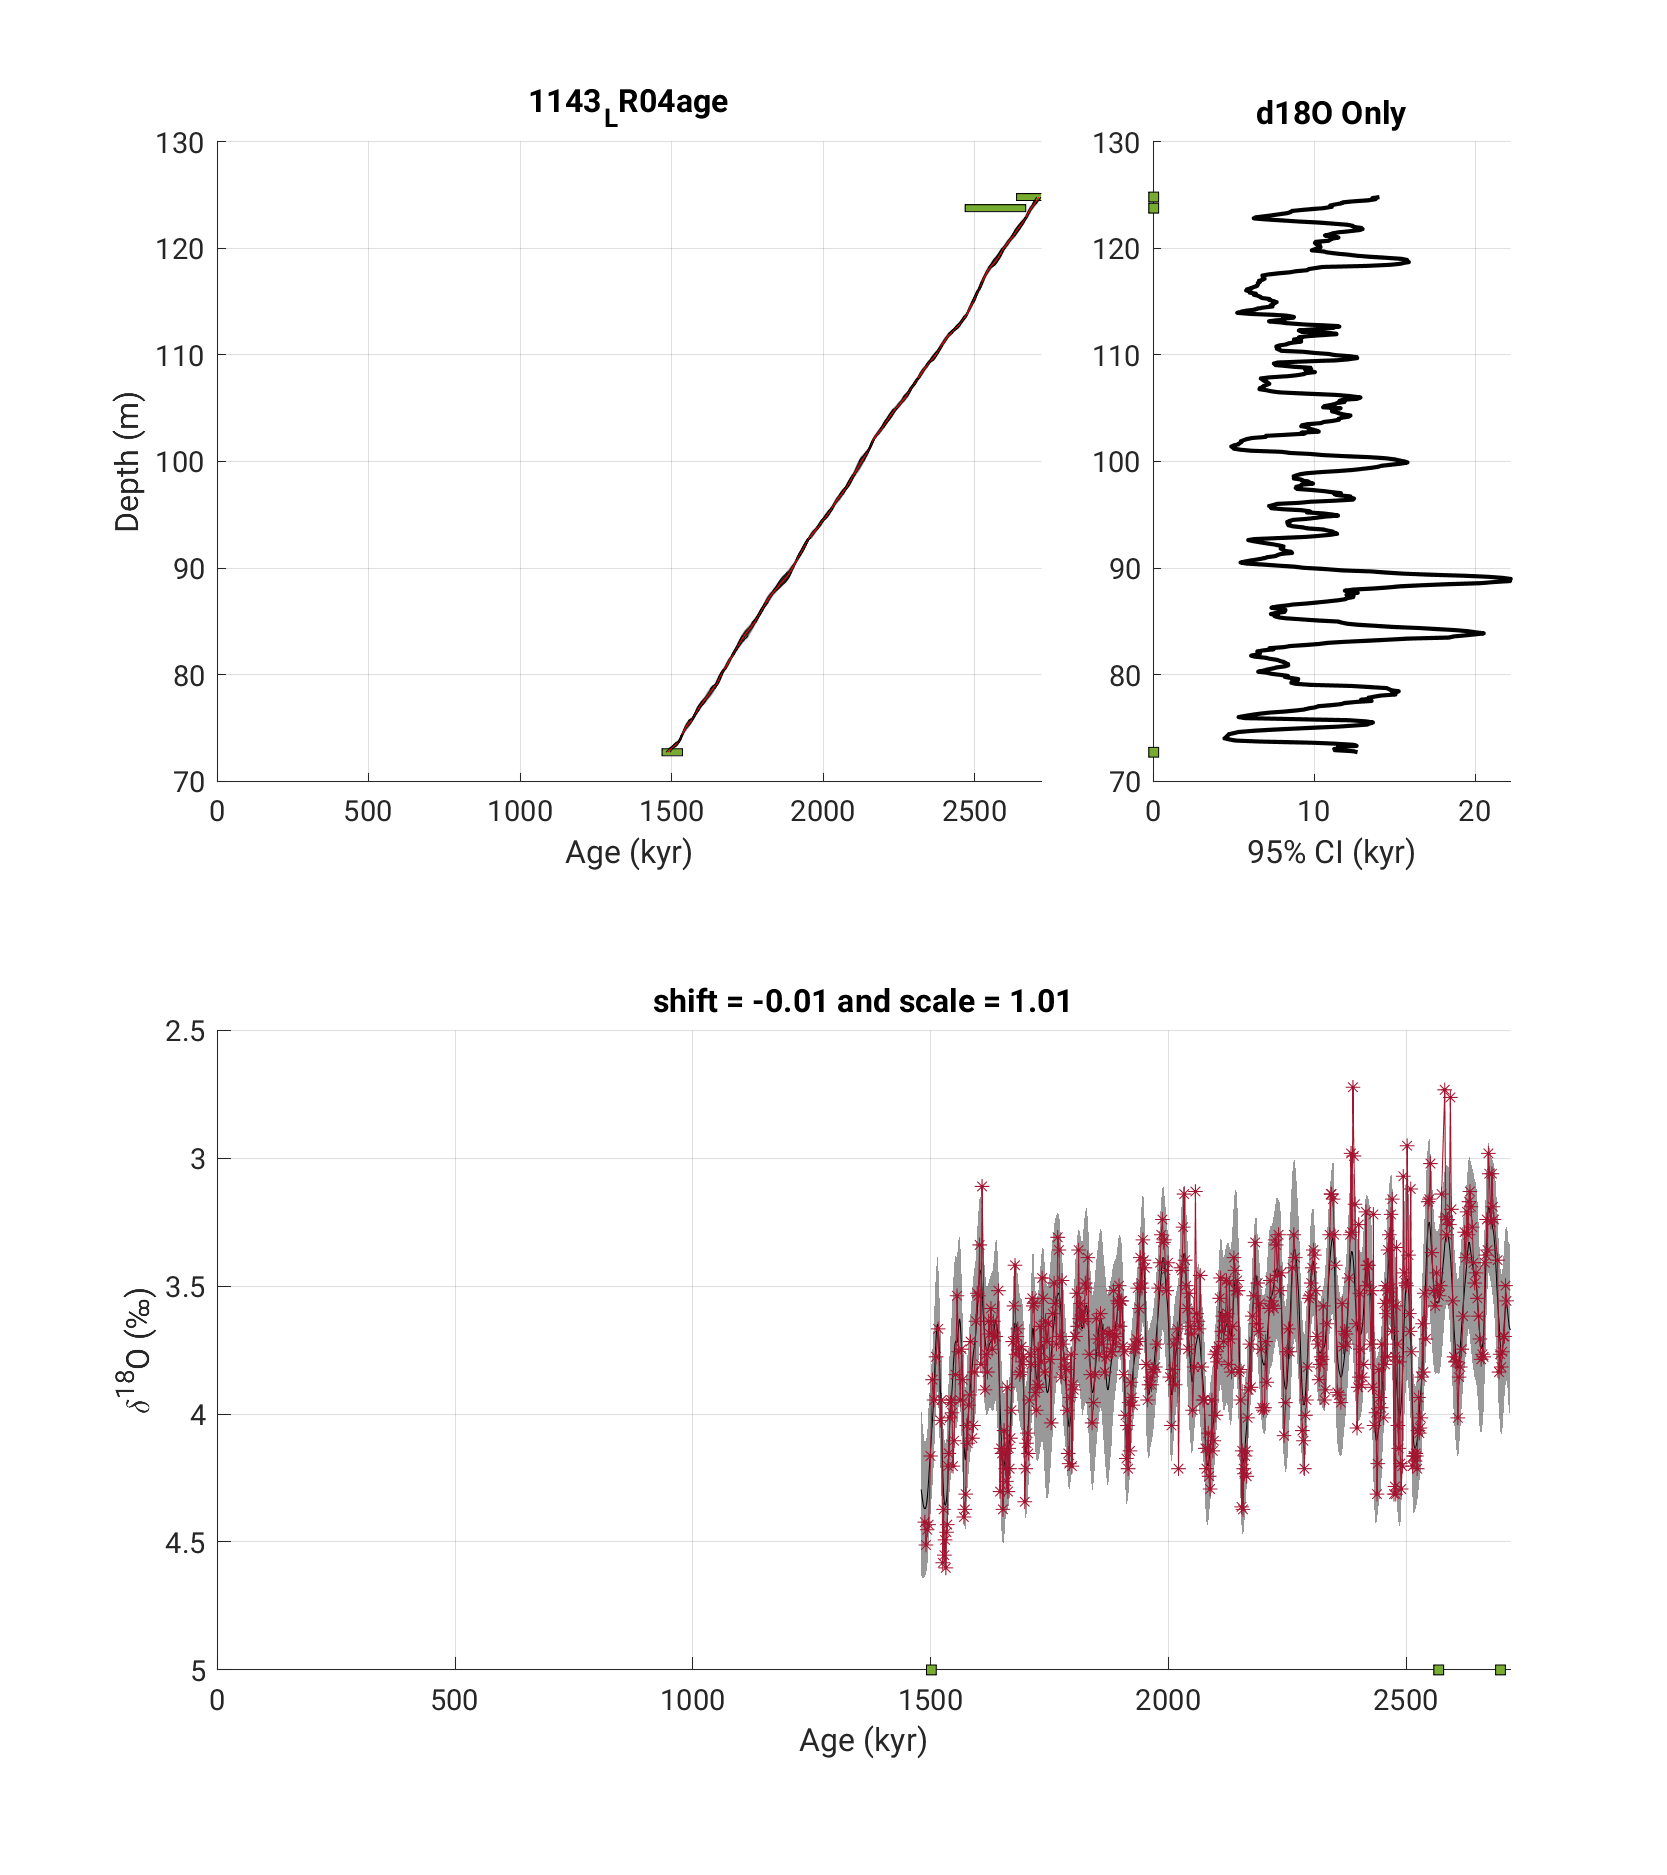 1143LR04age
d18O Only
130
120
110
100
90
80
70
Depth (m)
0 500 1000 1500 2000 2500
Age (kyr)
130
120
110
100
90
80
70
0 10 20
95% CI (kyr)
shift = -0.01 and scale = 1.01
2.5
3
3.5
4
4.5
5
δ18O (‰)
0 500 1000 1500 2000 2500
Age (kyr)